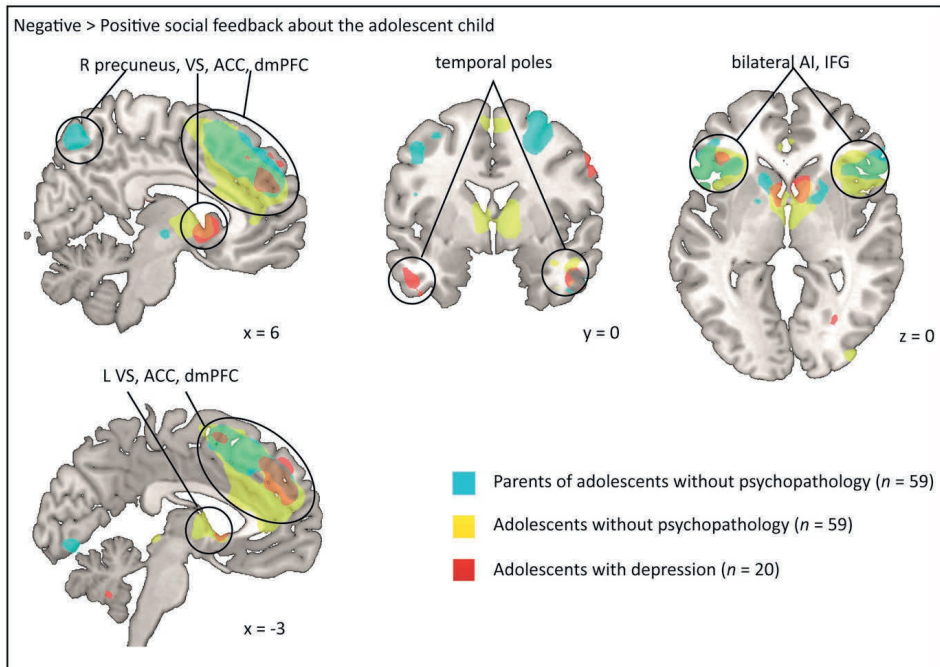 Negative > Positive social feedback about the adolescent child
R precuneus, VS, ACC, dmPFC
temporal poles
bilateral AI, IFG
x = 6
y = 0
z = 0
L VS, ACC, dmPFC
x = -3
Parents of adolescents without psychopathology (n = 59)
Adolescents without psychopathology (n = 59)
Adolescents with depression (n = 20)